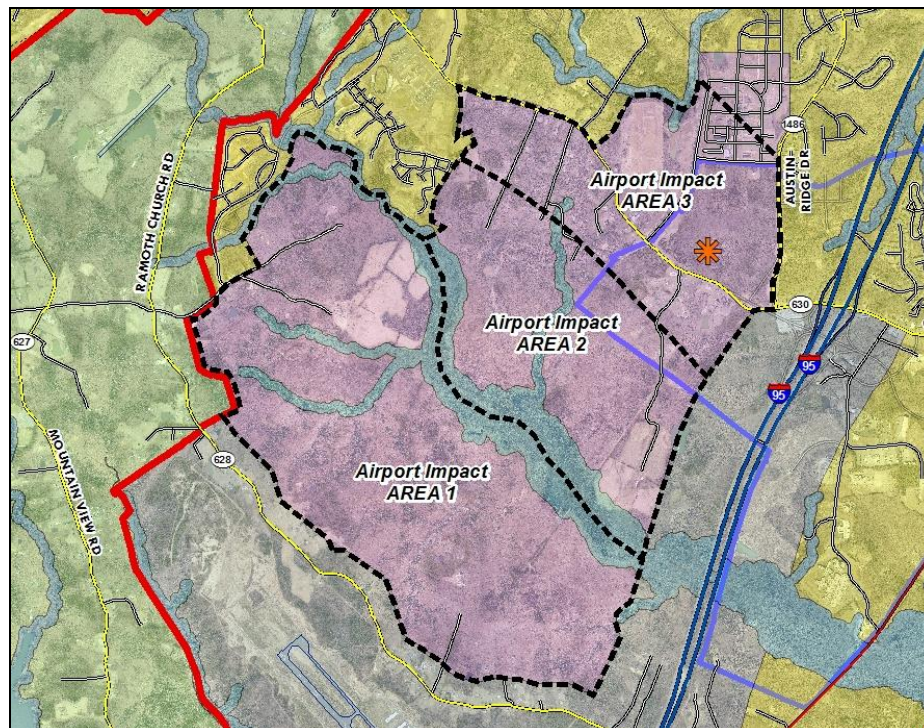 1486
AUSTIN
RIDGE DR
RAMOTH CHURCH RD
Airport Impact
AREA 3
630
627
Airport Impact
AREA 2
95
95
MOUNTAIN VIEW RD
628
Airport Impact
AREA 1